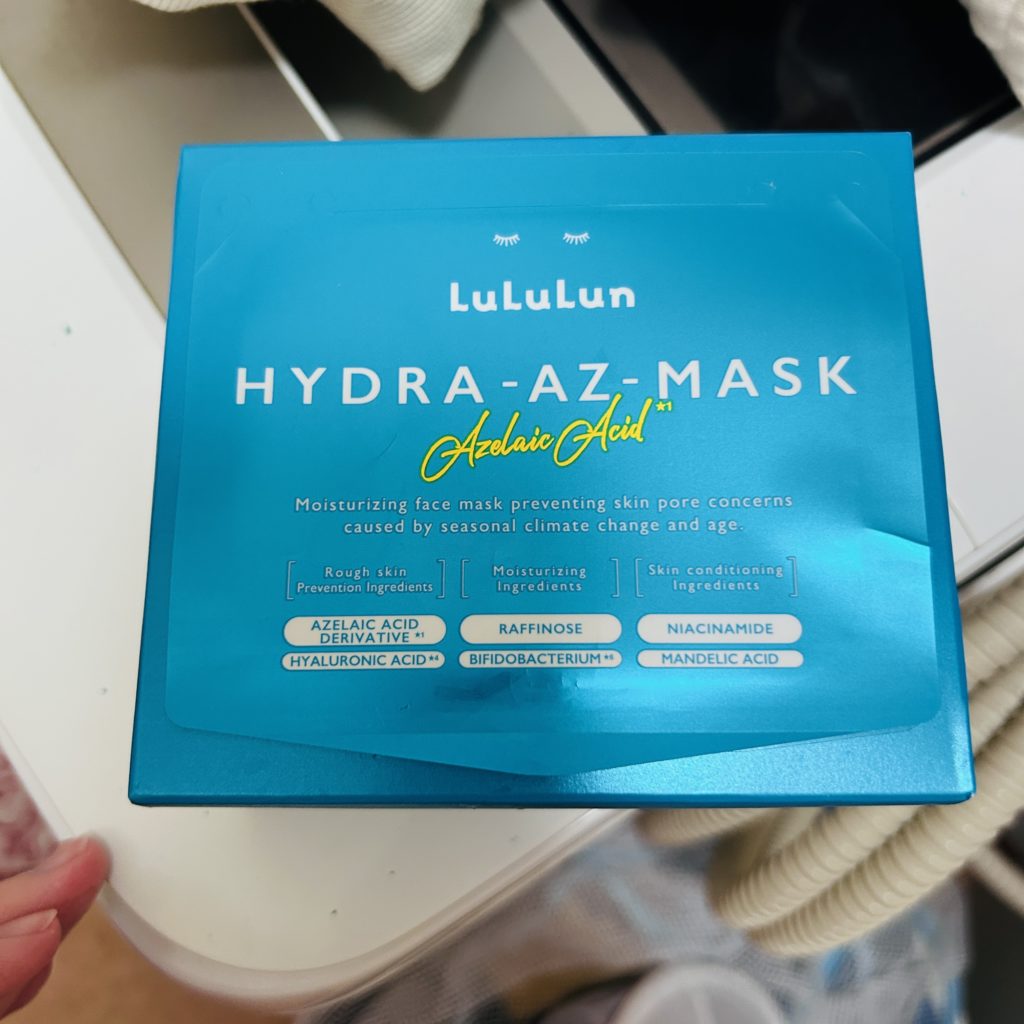 LuLuLun
HYDRA-AZ-MASK
Azelaic Acid *1
Moisturizing face mask preventing skin pore concerns
caused by seasonal climate change and age.
[Rough skin Prevention Ingredients] [Moisturizing Ingredients] [Skin conditioning Ingredients]
AZELAIC ACID DERIVATIVE *1 RAFFINOSE NIACINAMIDE
HYALURONIC ACID *4 BIFIDOBACTERIUM *6 MANDELIC ACID